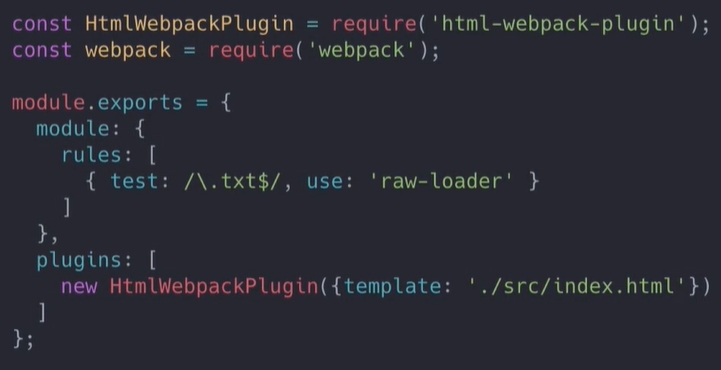 const HtmlWebpackPlugin = require('html-webpack-plugin');
const webpack = require('webpack');

module.exports = {
  module: {
    rules: [
      { test: /\.txt$/, use: 'raw-loader' }
    ]
  },
  plugins: [
    new HtmlWebpackPlugin({template: './src/index.html'})
  ]
};